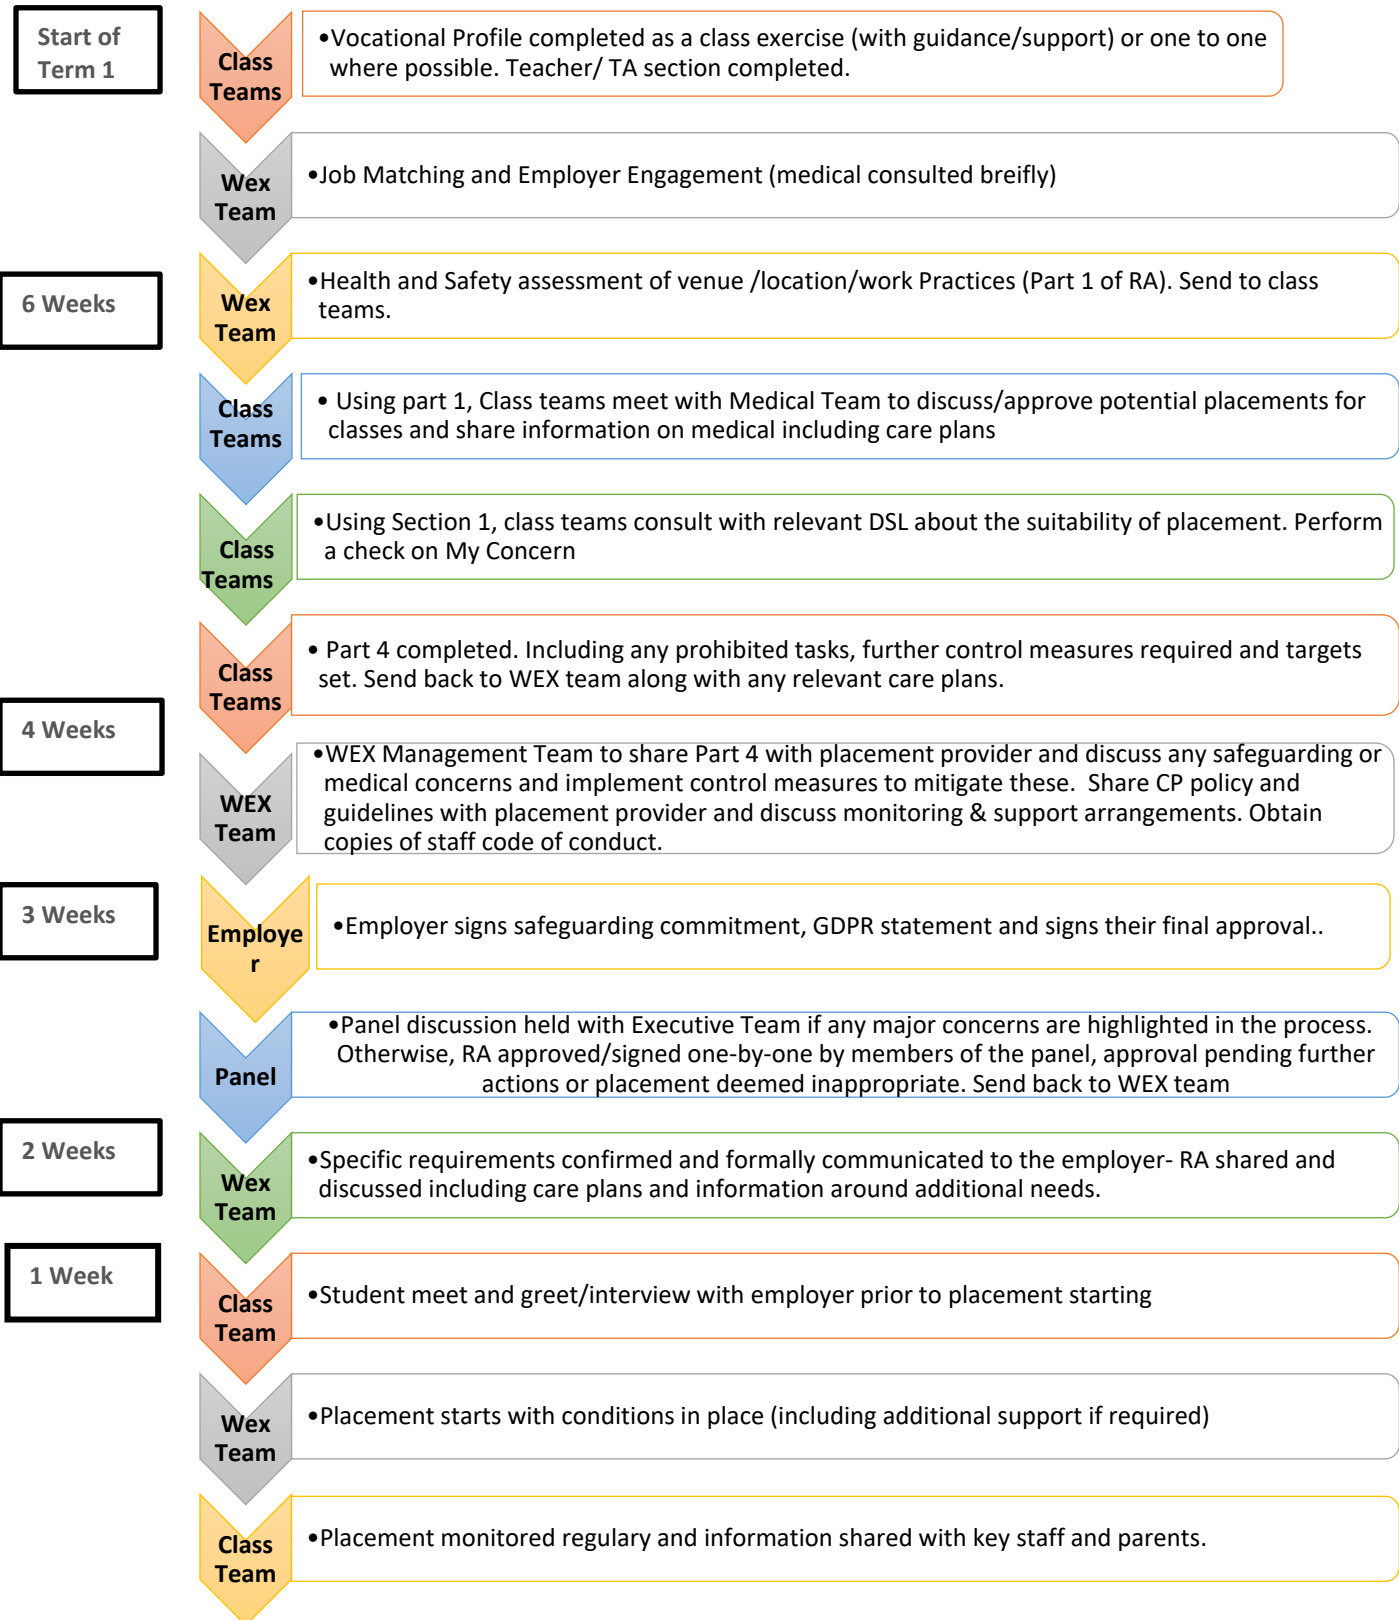 Start of
Term 1
Class
Teams
•Vocational Profile completed as a class exercise (with guidance/support) or one to one
where possible. Teacher/ TA section completed.
Wex
Team
•Job Matching and Employer Engagement (medical consulted breifly)
6 Weeks
Wex
Team
•Health and Safety assessment of venue /location/work Practices (Part 1 of RA). Send to class
teams.
Class
Teams
• Using part 1, Class teams meet with Medical Team to discuss/approve potential placements for
classes and share information on medical including care plans
Class
Teams
•Using Section 1, class teams consult with relevant DSL about the suitability of placement. Perform
a check on My Concern
Class
Teams
• Part 4 completed. Including any prohibited tasks, further control measures required and targets
set. Send back to WEX team along with any relevant care plans.
4 Weeks
WEX
Team
•WEX Management Team to share Part 4 with placement provider and discuss any safeguarding or
medical concerns and implement control measures to mitigate these.  Share CP policy and
guidelines with placement provider and discuss monitoring & support arrangements. Obtain
copies of staff code of conduct.
3 Weeks
Employe
r
•Employer signs safeguarding commitment, GDPR statement and signs their final approval..
Panel
•Panel discussion held with Executive Team if any major concerns are highlighted in the process.
Otherwise, RA approved/signed one-by-one by members of the panel, approval pending further
actions or placement deemed inappropriate. Send back to WEX team
2 Weeks
Wex
Team
•Specific requirements confirmed and formally communicated to the employer- RA shared and
discussed including care plans and information around additional needs.
1 Week
Class
Team
•Student meet and greet/interview with employer prior to placement starting
Wex
Team
•Placement starts with conditions in place (including additional support if required)
Class
Team
•Placement monitored regulary and information shared with key staff and parents.